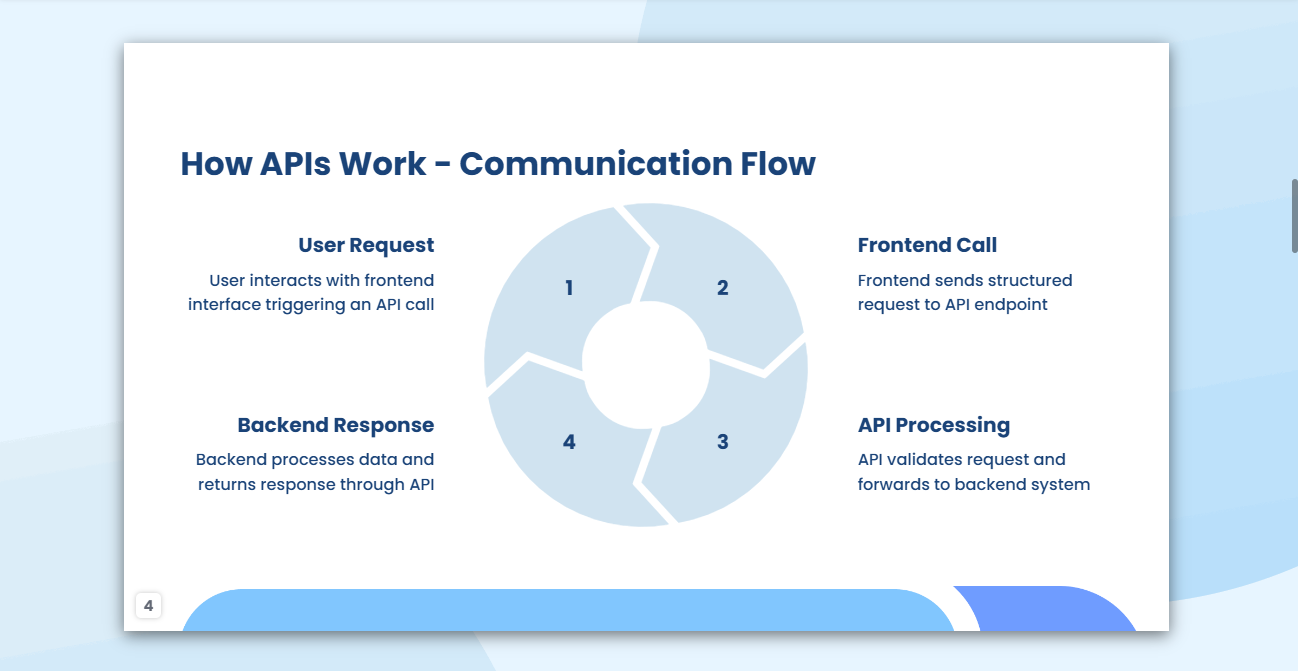 How APIs Work - Communication Flow
User Request
User interacts with frontend
interface triggering an API call
1
2
Frontend Call
Frontend sends structured
request to API endpoint
Backend Response
Backend processes data and
returns response through API
4
3
API Processing
API validates request and
forwards to backend system
4